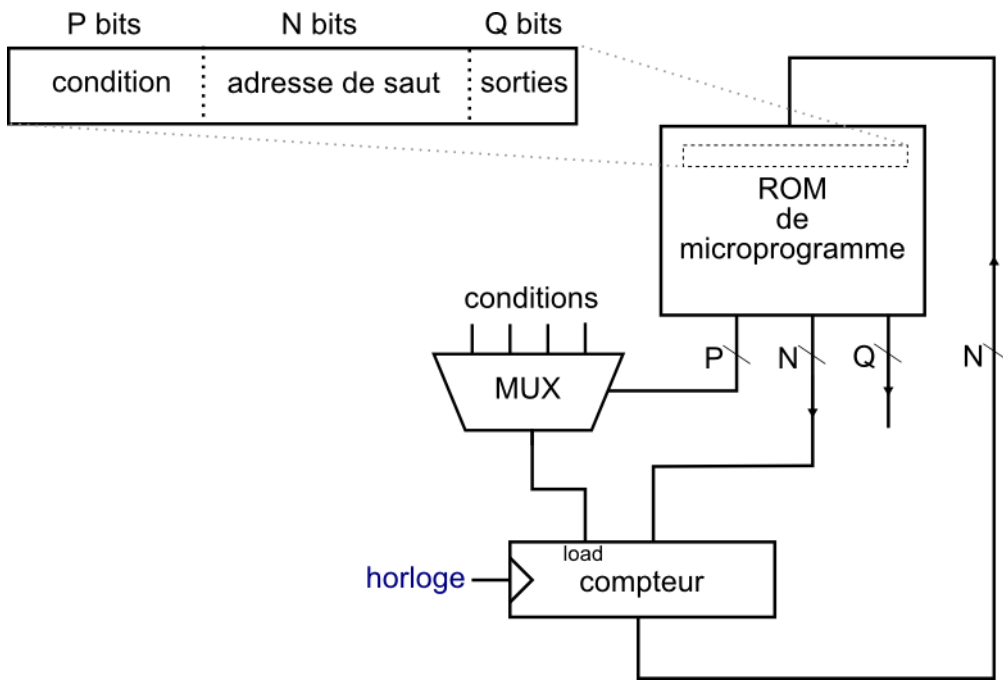 P bits N bits Q bits
condition adresse de saut sorties
ROM
de
microprogramme
conditions
P N Q N
MUX
load
horloge compteur